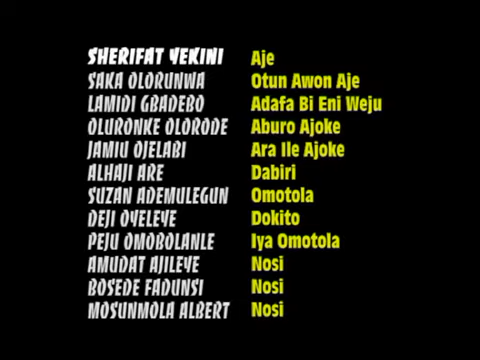 SHERIFAT YEKINI Aje
SAKA OLORUNWA Otun Awon Aje
LAMIDI GBADEBO Adafa Bi Eni Weju
OLURONKE OLORODE Aburo Ajoke
JAMIU OJELABI Ara Ile Ajoke
ALHAJI ARE Dabiri
SUZAN ADEMULEGUN Omotola
DEJI OYELEYE Dokito
PEJU OMOBOLANLE Iya Omotola
AMUDAT AJILEYE Nosi
BOSEDE FADUNSI Nosi
MOSUNMOLA ALBERT Nosi